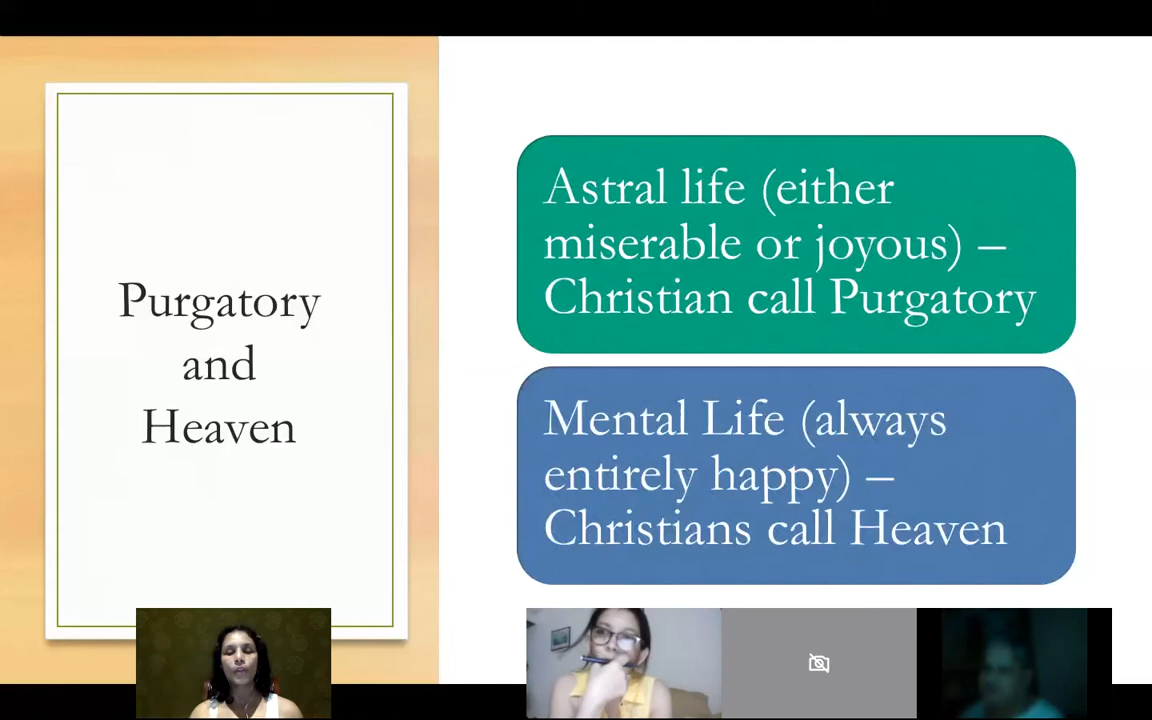 Purgatory
and
Heaven
Astral life (either
miserable or joyous) –
Christian call Purgatory
Mental Life (always
entirely happy) –
Christians call Heaven